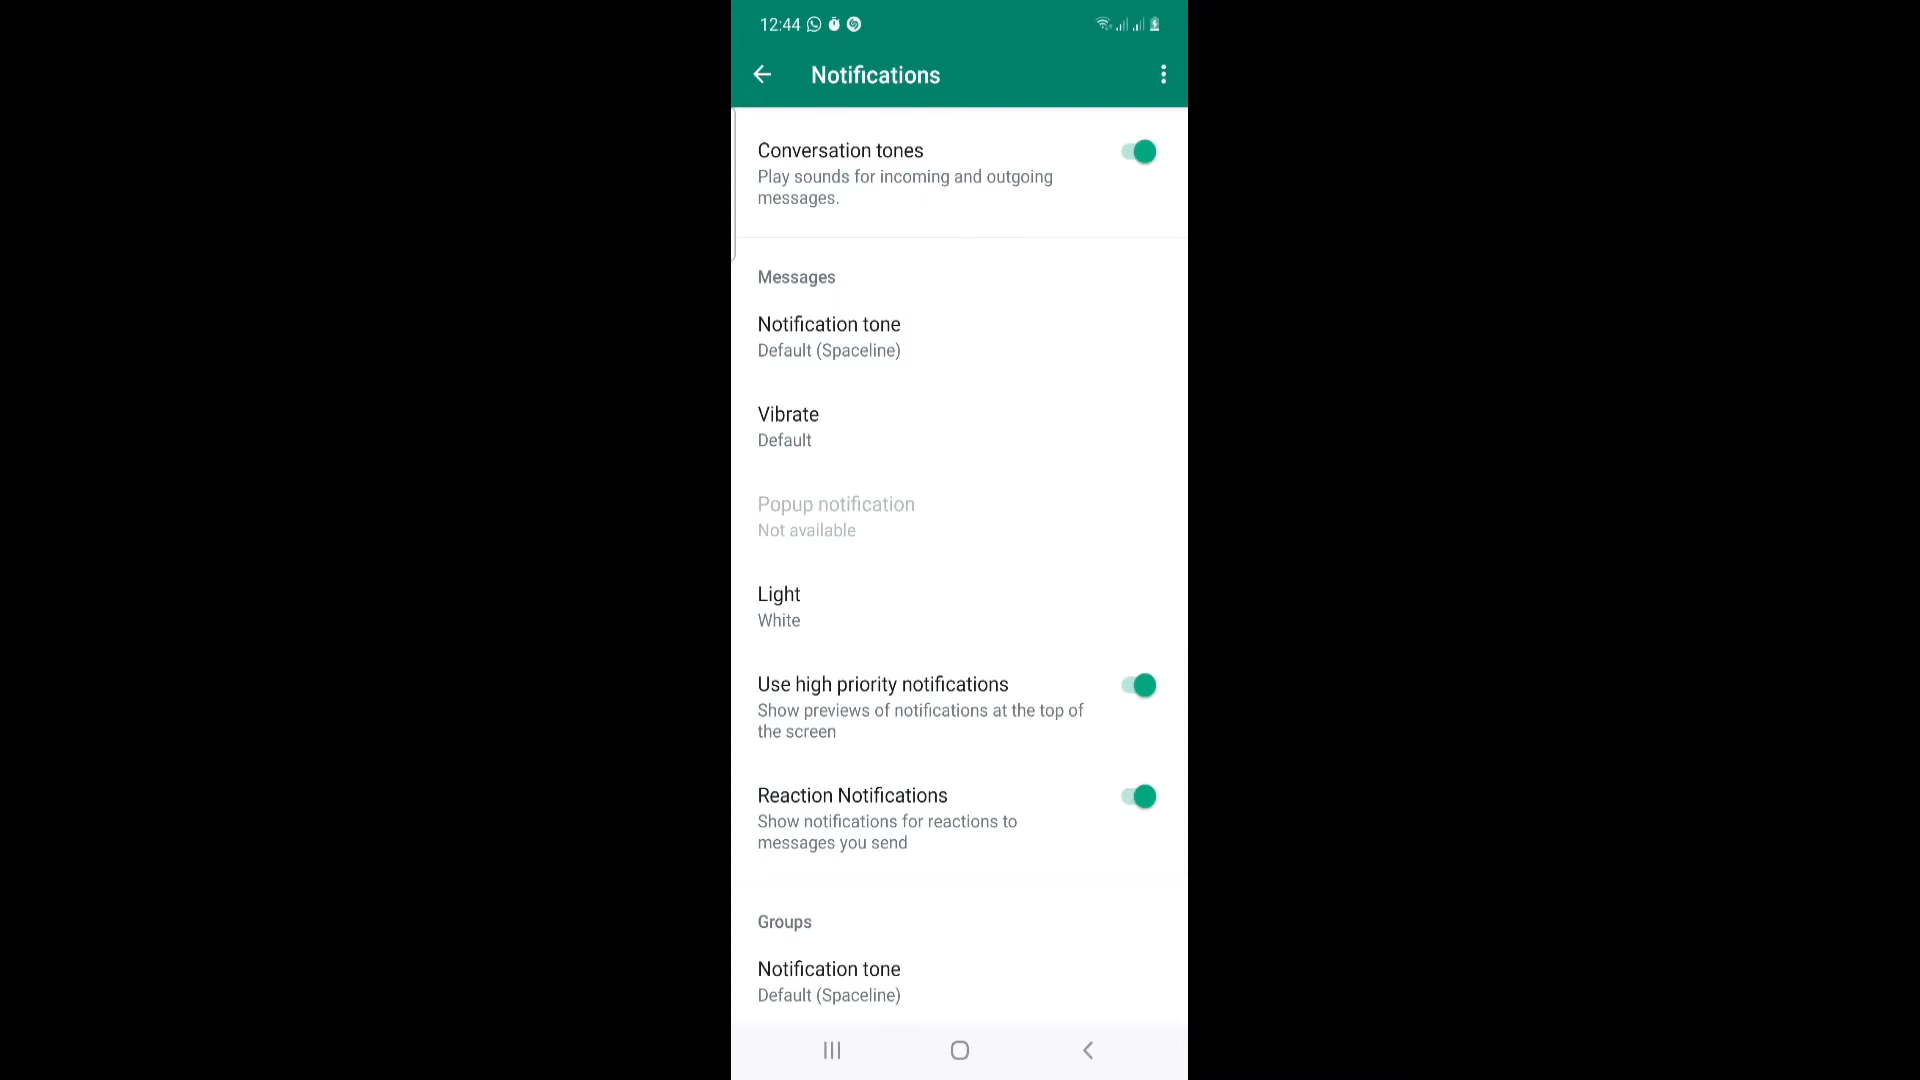 12:44
Notifications
Conversation tones
Play sounds for incoming and outgoing
messages.
Messages
Notification tone
Default (Spaceline)
Vibrate
Default
Popup notification
Not available
Light
White
Use high priority notifications
Show previews of notifications at the top of
the screen
Reaction Notifications
Show notifications for reactions to
messages you send
Groups
Notification tone
Default (Spaceline)